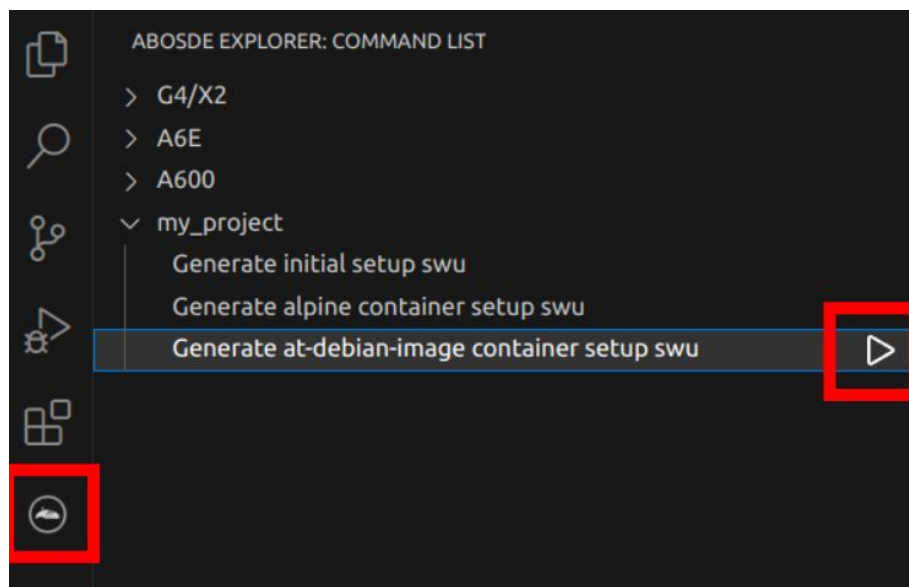 ABOSDE EXPLORER: COMMAND LIST
G4/X2
A6E
A600
my_project
Generate initial setup swu
Generate alpine container setup swu
Generate at-debian-image container setup swu